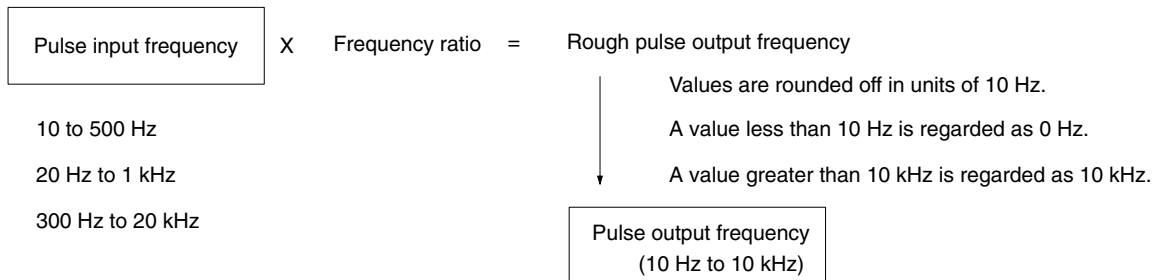 Pulse input frequency X Frequency ratio = Rough pulse output frequency
Values are rounded off in units of 10 Hz.
10 to 500 Hz
A value less than 10 Hz is regarded as 0 Hz.
20 Hz to 1 kHz
A value greater than 10 kHz is regarded as 10 kHz.
300 Hz to 20 kHz
Pulse output frequency
(10 Hz to 10 kHz)